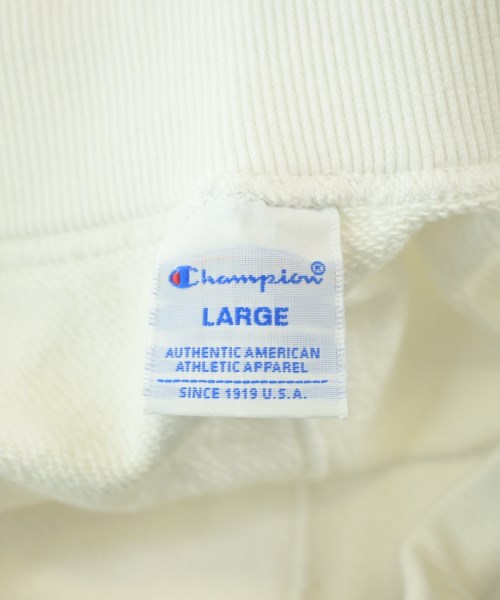 Champion®
LARGE
AUTHENTIC AMERICAN
ATHLETIC APPAREL
SINCE 1919 U.S.A.